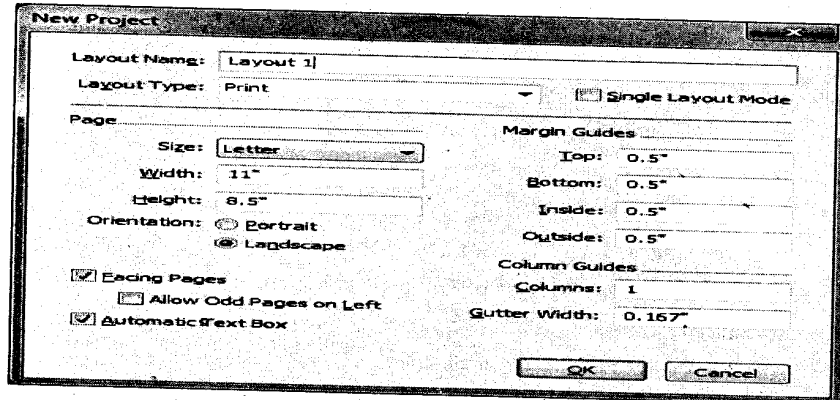 New Project
Layout Name: Layout 1
Layout Type: Print
Single Layout Mode
Page
Size: Letter
Width: 11"
Height: 8.5"
Orientation: Portrait
Landscape
Facing Pages
Allow Odd Pages on Left
Automatic Text Box
Margin Guides
Top: 0.5"
Bottom: 0.5"
Inside: 0.5"
Outside: 0.5"
Column Guides
Columns: 1
Gutter Width: 0.167"
OK
Cancel